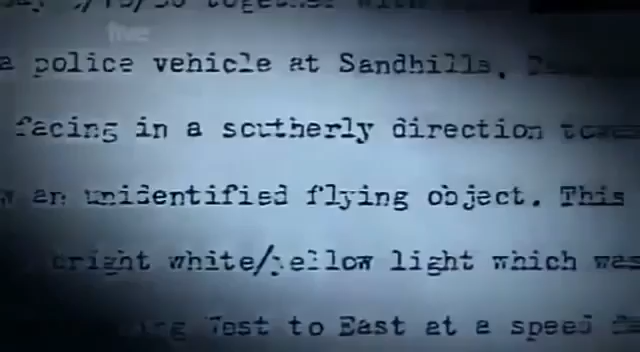 five
a police vehicle at Sandhills,
facing in a southerly direction
an unidentified flying object. This
bright white/yellow light which was
West to East at a speed